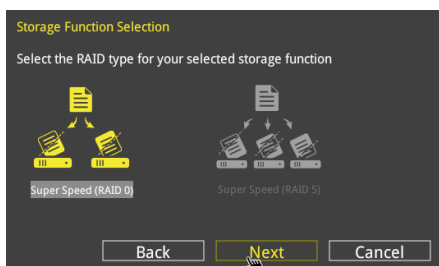 Storage Function Selection
Select the RAID type for your selected storage function
Super Speed (RAID 0)
Super Speed (RAID 5)
Back
Next
Cancel